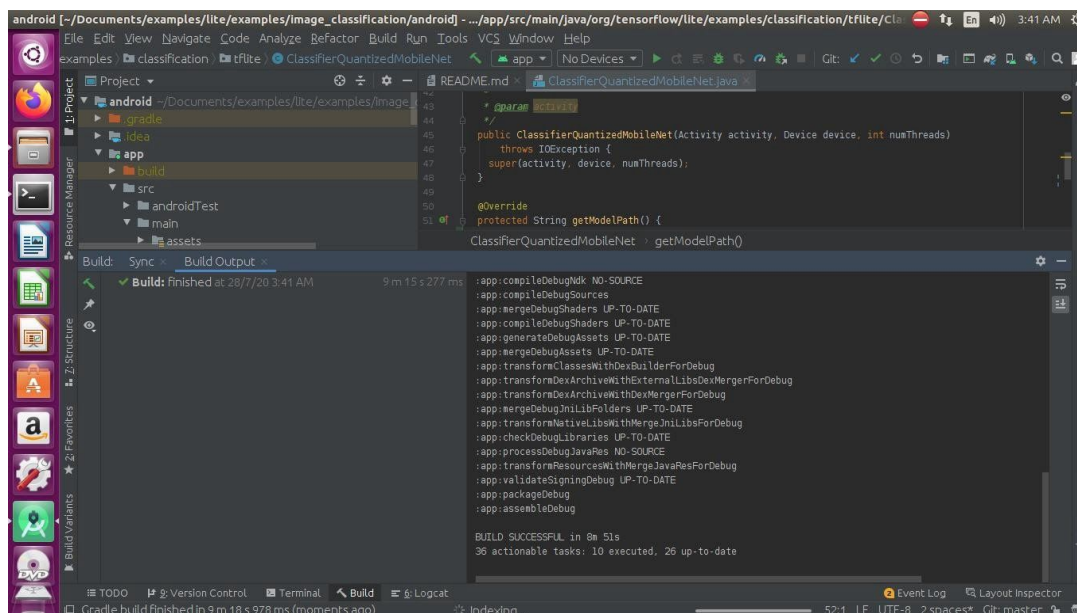 android [~/Documents/examples/lite/examples/image_classification/android] - .../app/src/main/java/org/tensorflow/lite/examples/classification/tflite/Cla
En 3:41 AM
File Edit View Navigate Code Analyze Refactor Build Run Tools VCS Window Help
examples classification tflite ClassifierQuantizedMobileNet app No Devices Git:
Project README.md ClassifierQuantizedMobileNet.java
android ~/Documents/examples/lite/examples/image_c
.gradle
.idea
app
build
src
androidTest
main
assets
43 * @param activity
44 */
45 public ClassifierQuantizedMobileNet(Activity activity, Device device, int numThreads)
46 throws IOException {
47 super(activity, device, numThreads);
48 }
49
50 @Override
51 protected String getModelPath() {
ClassifierQuantizedMobileNet getModelPath()
1: Project
Resource Manager
Z: Structure
2: Favorites
Build Variants
Build: Sync Build Output
Build: finished at 28/7/20 3:41 AM 9 m 15 s 277 ms
:app:compileDebugNdk NO-SOURCE
:app:compileDebugSources
:app:mergeDebugShaders UP-TO-DATE
:app:compileDebugShaders UP-TO-DATE
:app:generateDebugAssets UP-TO-DATE
:app:mergeDebugAssets UP-TO-DATE
:app:transformClassesWithDexBuilderForDebug
:app:transformDexArchiveWithExternalLibsDexMergerForDebug
:app:transformDexArchiveWithDexMergerForDebug
:app:mergeDebugJniLibFolders UP-TO-DATE
:app:transformNativeLibsWithMergeJniLibsForDebug
:app:checkDebugLibraries UP-TO-DATE
:app:processDebugJavaRes NO-SOURCE
:app:transformResourcesWithMergeJavaResForDebug
:app:validateSigningDebug UP-TO-DATE
:app:packageDebug
:app:assembleDebug
BUILD SUCCESSFUL in 8m 51s
36 actionable tasks: 10 executed, 26 up-to-date
TODO 9: Version Control Terminal Build 6: Logcat 2 Event Log Layout Inspector
Gradle build finished in 9 m 18 s 978 ms (moments ago) Indexing 52:1 LF UTF-8 2 spaces* Git: master
a
DVD